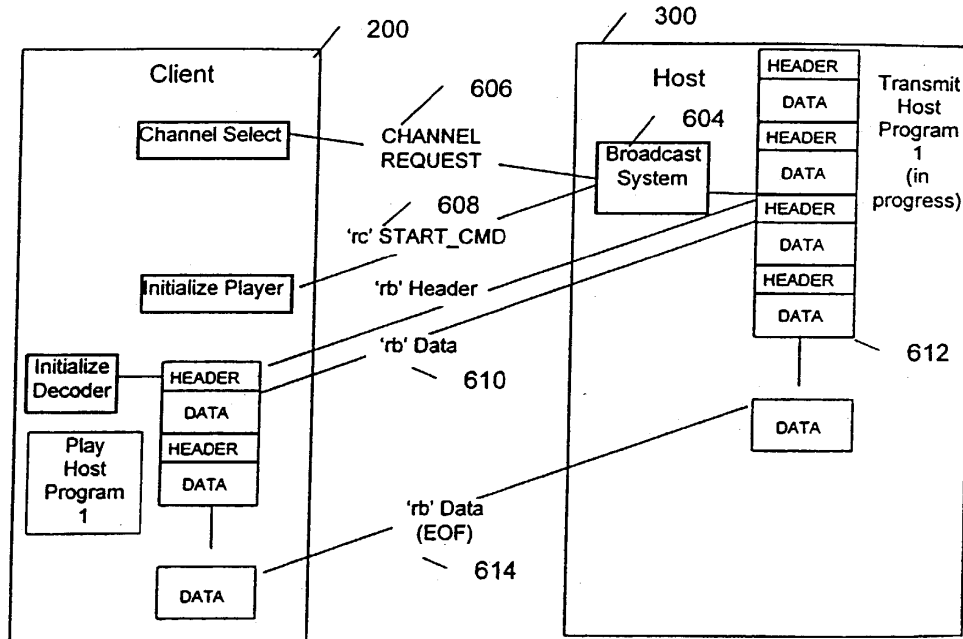 200
300
Client
Host
606
604
Channel Select
CHANNEL
REQUEST
Broadcast
System
HEADER
DATA
HEADER
DATA
HEADER
DATA
HEADER
DATA
Transmit
Host
Program
1
(in
progress)
608
'rc' START_CMD
Initialize Player
'rb' Header
'rb' Data
610
612
Initialize
Decoder
HEADER
DATA
HEADER
DATA
Play
Host
Program
1
DATA
'rb' Data
(EOF)
614
DATA